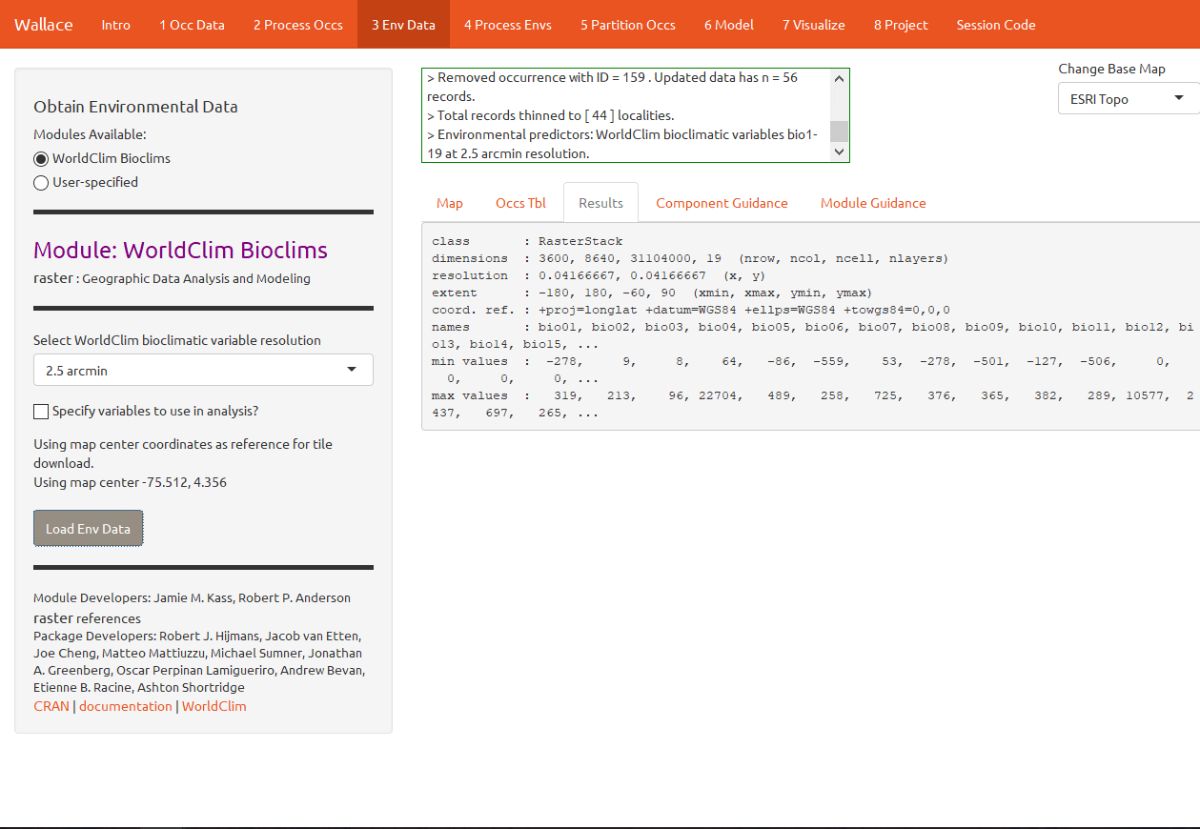 Wallace Intro 1 Occ Data 2 Process Occs 3 Env Data 4 Process Envs 5 Partition Occs 6 Model 7 Visualize 8 Project Session Code
Obtain Environmental Data
Modules Available:
WorldClim Bioclims
User-specified
Module: WorldClim Bioclims
raster : Geographic Data Analysis and Modeling
Select WorldClim bioclimatic variable resolution
2.5 arcmin
Specify variables to use in analysis?
Using map center coordinates as reference for tile
download.
Using map center -75.512, 4.356
Load Env Data
Module Developers: Jamie M. Kass, Robert P. Anderson
raster references
Package Developers: Robert J. Hijmans, Jacob van Etten,
Joe Cheng, Matteo Mattiuzzu, Michael Sumner, Jonathan
A. Greenberg, Oscar Perpinan Lamigueriro, Andrew Bevan,
Etienne B. Racine, Ashton Shortridge
CRAN | documentation | WorldClim
> Removed occurrence with ID = 159 . Updated data has n = 56
records.
> Total records thinned to [ 44 ] localities.
> Environmental predictors: WorldClim bioclimatic variables bio1-
19 at 2.5 arcmin resolution.
Change Base Map
ESRI Topo
Map Occs Tbl Results Component Guidance Module Guidance
class : RasterStack
dimensions : 3600, 8640, 31104000, 19 (nrow, ncol, ncell, nlayers)
resolution : 0.04166667, 0.04166667 (x, y)
extent : -180, 180, -60, 90 (xmin, xmax, ymin, ymax)
coord. ref. : +proj=longlat +datum=WGS84 +ellps=WGS84 +towgs84=0,0,0
names : bio01, bio02, bio03, bio04, bio05, bio06, bio07, bio08, bio09, bio10, bio11, bio12, bi
o13, bio14, bio15, ...
min values : -278, 9, 8, 64, -86, -559, 53, -278, -501, -127, -506, 0,
0, 0, 0, ...
max values : 319, 213, 96, 22704, 489, 258, 725, 376, 365, 382, 289, 10577, 2
437, 697, 265, ...